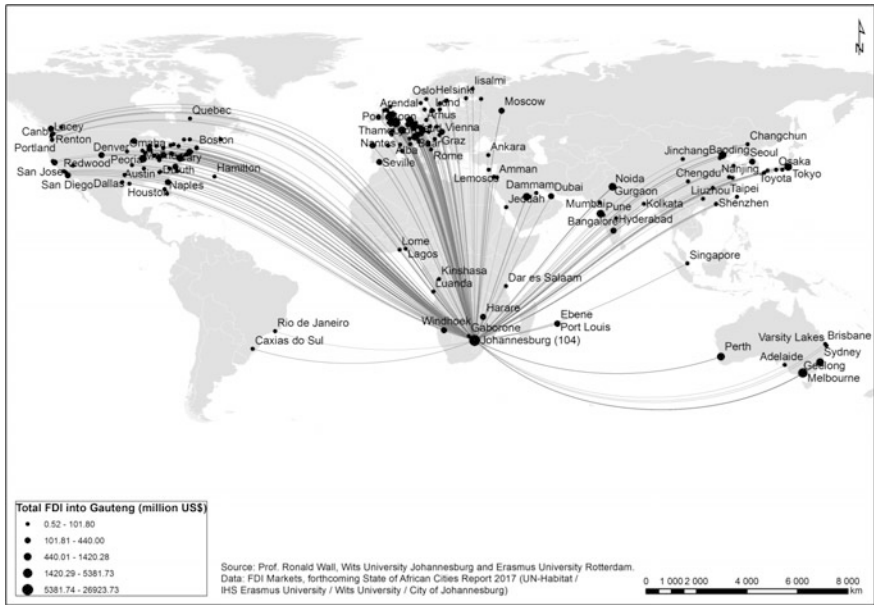 N
Iisalmi
Oslo
Helsinki
Arendal
Lund
Moscow
Arhus
Vienna
Nantes
Graz
Alba
Rome
Seville
Ankara
Amman
Lemosos
Quebec
Lacey
Renton
Portland
Omaha
Boston
Denver
Peoria
Redwood
San Jose
Austin
Duluth
Hamilton
San Diego
Dallas
Naples
Houston
Dammam
Dubai
Jeddah
Noida
Gurgaon
Mumbai
Pune
Kolkata
Bangalore
Hyderabad
Changchun
Jinchang
Baoding
Seoul
Chengdu
Nanjing
Osaka
Toyota
Tokyo
Liuzhou
Taipei
Shenzhen
Lome
Lagos
Singapore
Kinshasa
Luanda
Dar es Salaam
Harare
Ebene
Port Louis
Windhoek
Gaborone
Johannesburg (104)
Rio de Janeiro
Caxias do Sul
Varsity Lakes
Brisbane
Perth
Sydney
Adelaide
Geelong
Melbourne
Total FDI into Gauteng (million US$)
0.52 - 101.80
101.81 - 440.00
440.01 - 1420.28
1420.29 - 5381.73
5381.74 - 26923.73
Source: Prof. Ronald Wall, Wits University Johannesburg and Erasmus University Rotterdam.
Data: FDI Markets, forthcoming State of African Cities Report 2017 (UN-Habitat /
IHS Erasmus University / Wits University / City of Johannesburg)
0 1 000 2 000 4 000 6 000 8 000
km